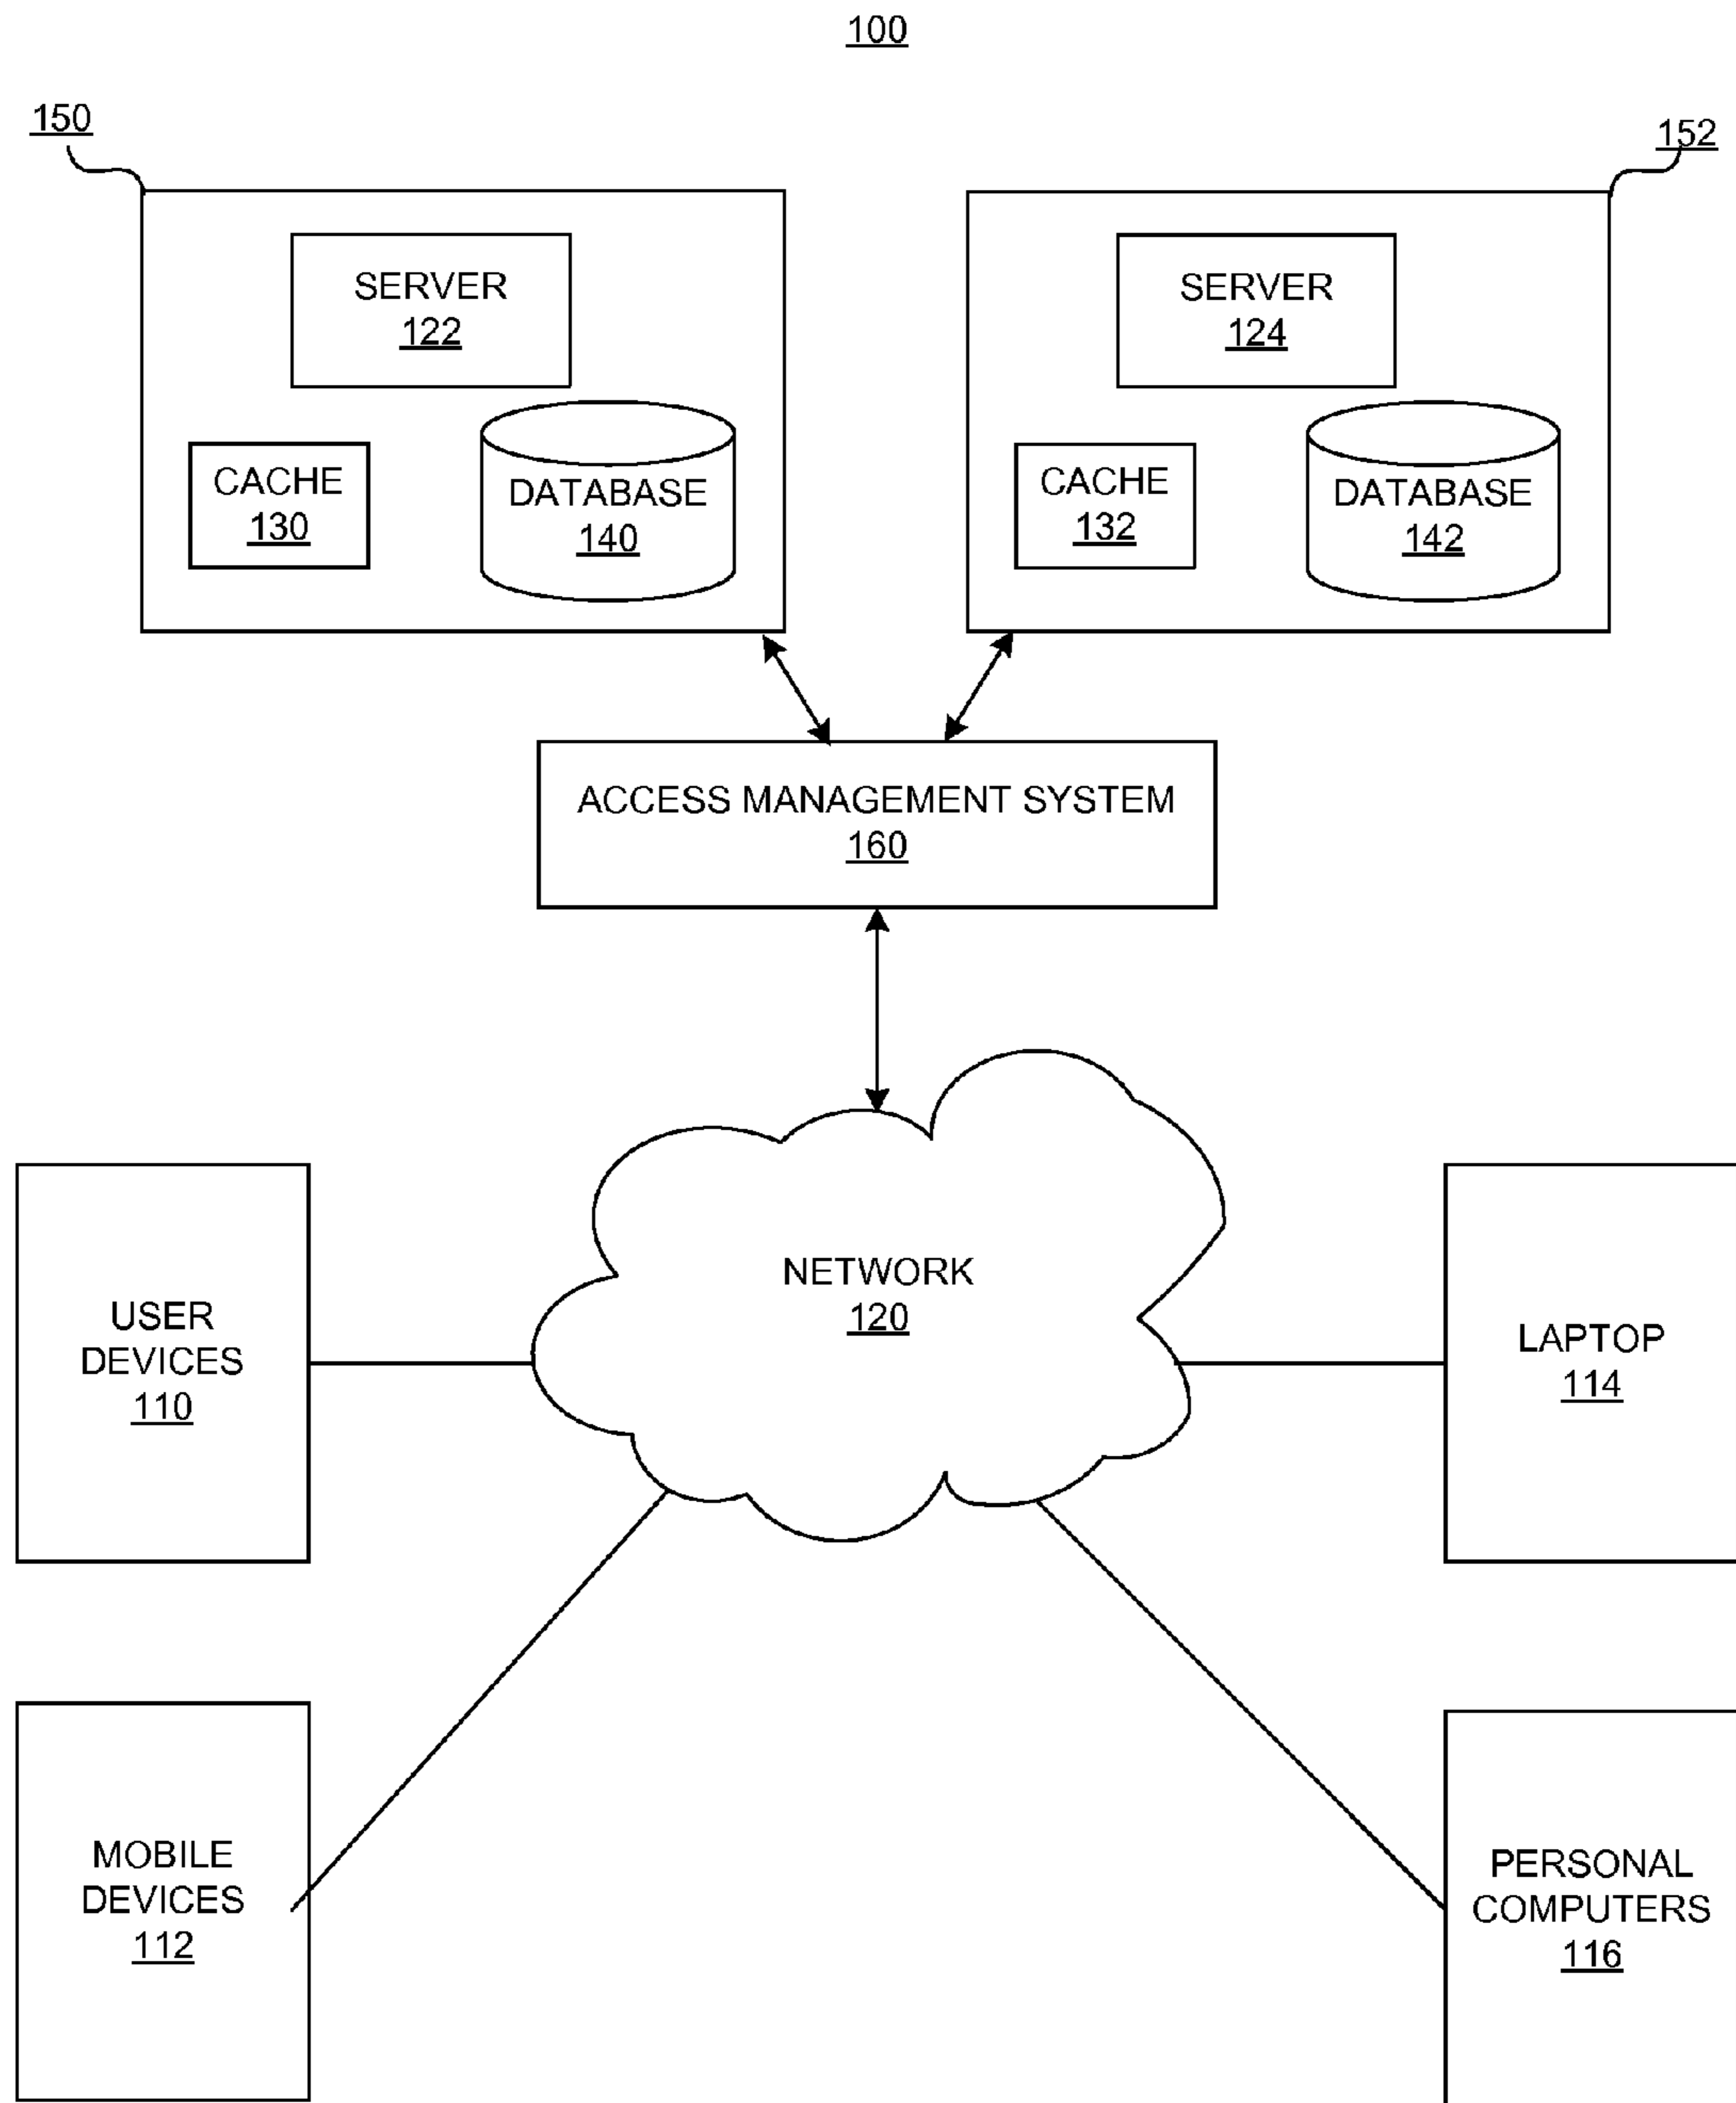 100
150
152
SERVER
122
SERVER
124
CACHE
130
DATABASE
140
CACHE
132
DATABASE
142
ACCESS MANAGEMENT SYSTEM
160
NETWORK
120
USER
DEVICES
110
LAPTOP
114
MOBILE
DEVICES
112
PERSONAL
COMPUTERS
116